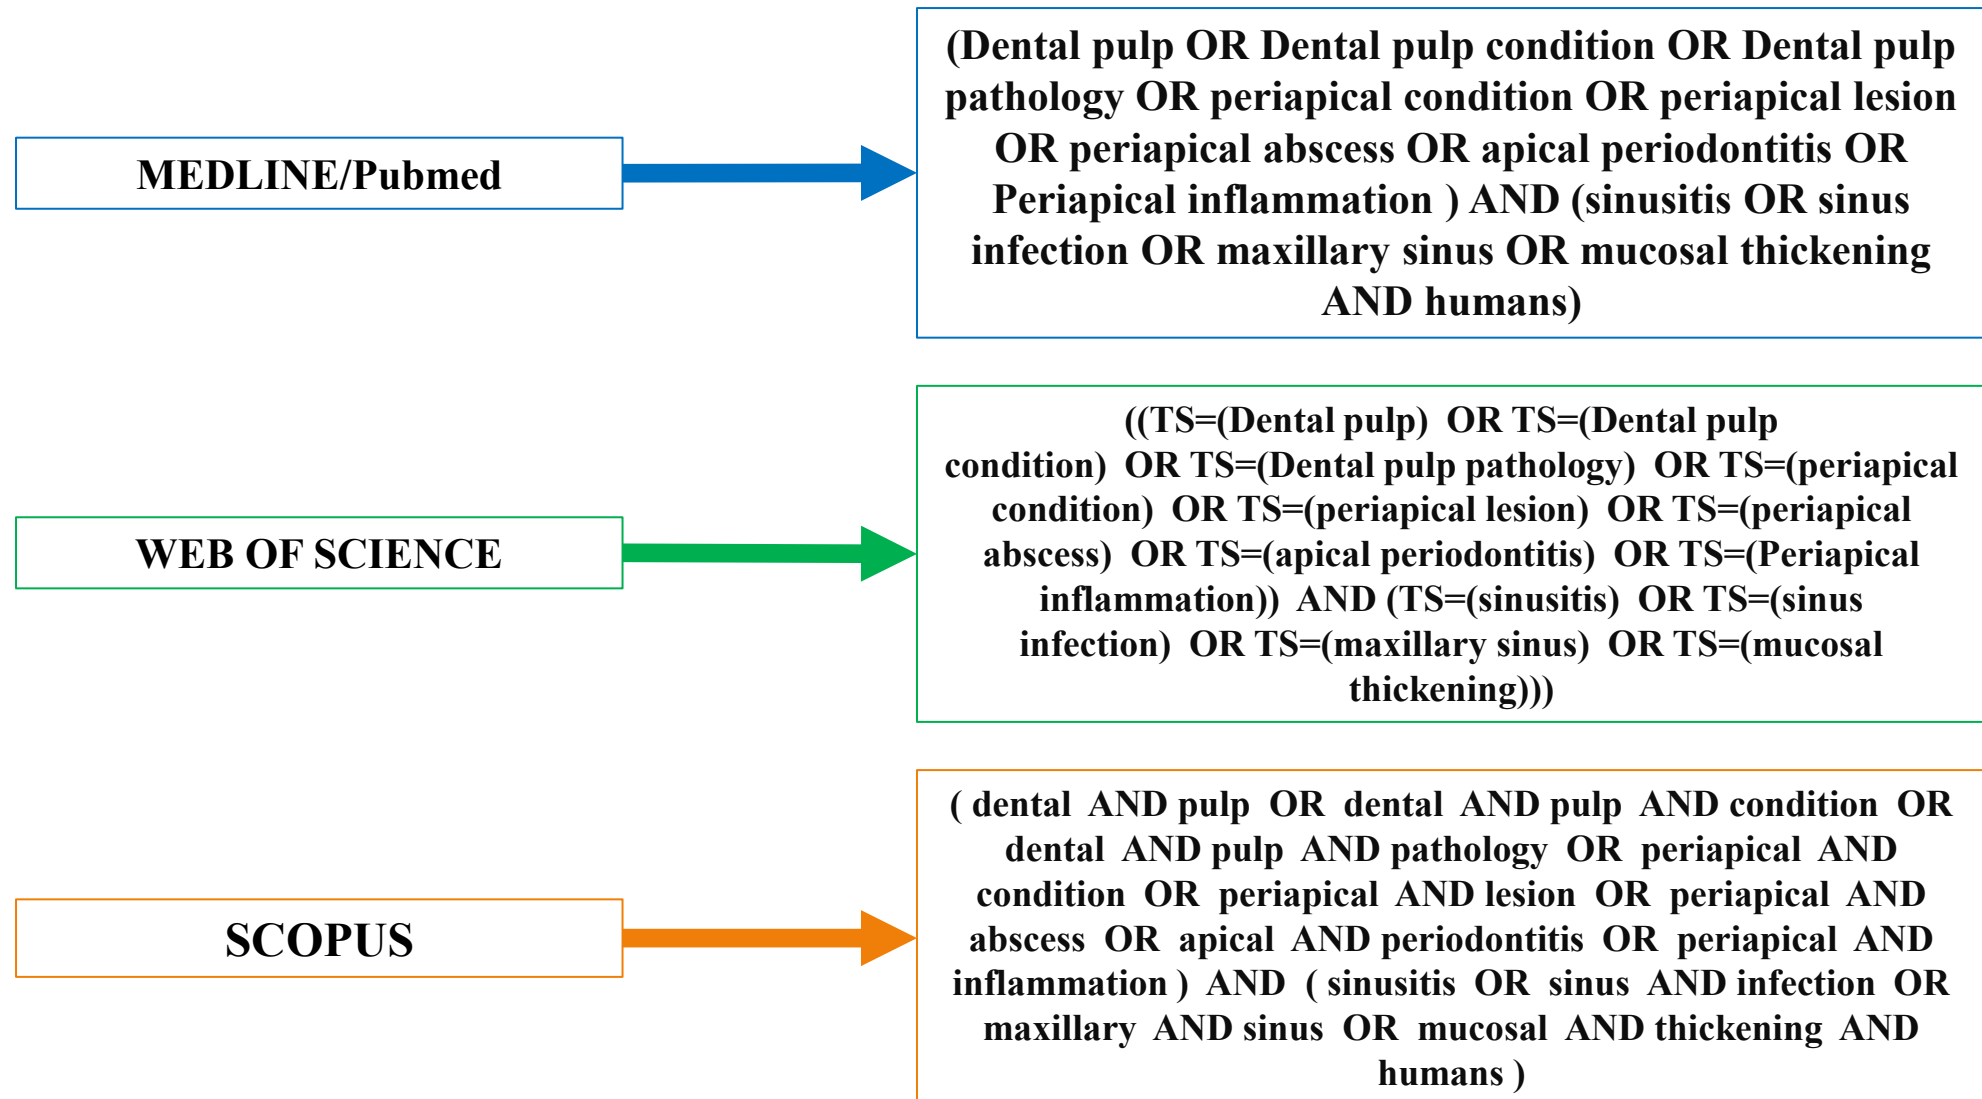 MEDLINE/Pubmed
(Dental pulp OR Dental pulp condition OR Dental pulp
pathology OR periapical condition OR periapical lesion
OR periapical abscess OR apical periodontitis OR
Periapical inflammation ) AND (sinusitis OR sinus
infection OR maxillary sinus OR mucosal thickening
AND humans)
WEB OF SCIENCE
((TS=(Dental pulp) OR TS=(Dental pulp
condition) OR TS=(Dental pulp pathology) OR TS=(periapical
condition) OR TS=(periapical lesion) OR TS=(periapical
abscess) OR TS=(apical periodontitis) OR TS=(Periapical
inflammation)) AND (TS=(sinusitis) OR TS=(sinus
infection) OR TS=(maxillary sinus) OR TS=(mucosal
thickening)))
SCOPUS
( dental AND pulp OR dental AND pulp AND condition OR
dental AND pulp AND pathology OR periapical AND
condition OR periapical AND lesion OR periapical AND
abscess OR apical AND periodontitis OR periapical AND
inflammation ) AND ( sinusitis OR sinus AND infection OR
maxillary AND sinus OR mucosal AND thickening AND
humans )